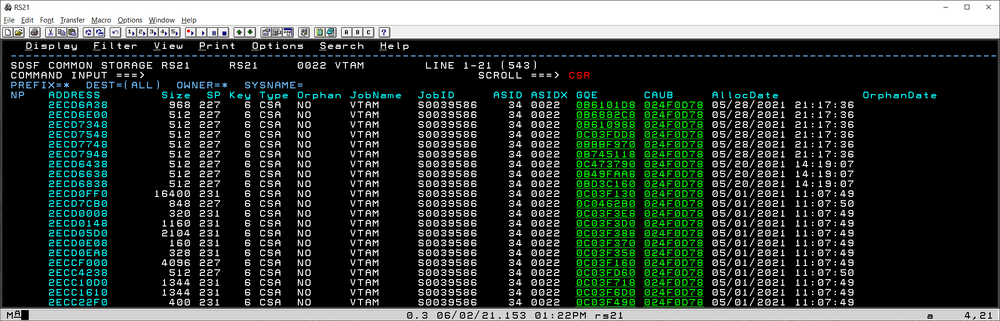 RS21
File Edit Font Transfer Macro Options Window Help
1 2 3 4 5 A B C ?
Display Filter View Print Options Search Help
SDSF COMMON STORAGE RS21 RS21 0022 VTAM LINE 1-21 (543)
COMMAND INPUT ===> SCROLL ===> CSR
PREFIX=* DEST=(ALL) OWNER=* SYSNAME=
NP ADDRESS Size SP Key Type Orphan JobName JobID ASID ASIDX GQE CAUB AllocDate OrphanDate
2ECD6A38 968 227 6 CSA NO VTAM S0039586 34 0022 0B6101D8 024F0D78 05/28/2021 21:17:36
2ECD6E00 512 227 6 CSA NO VTAM S0039586 34 0022 0B6882C8 024F0D78 05/28/2021 21:17:36
2ECD7348 512 227 6 CSA NO VTAM S0039586 34 0022 0B610988 024F0D78 05/28/2021 21:17:36
2ECD7548 512 227 6 CSA NO VTAM S0039586 34 0022 0C03FDD8 024F0D78 05/28/2021 21:17:36
2ECD7748 512 227 6 CSA NO VTAM S0039586 34 0022 0BBBF970 024F0D78 05/28/2021 21:17:36
2ECD7948 512 227 6 CSA NO VTAM S0039586 34 0022 0B745118 024F0D78 05/28/2021 21:17:36
2ECD6438 512 227 6 CSA NO VTAM S0039586 34 0022 0C473790 024F0D78 05/20/2021 14:19:07
2ECD6638 512 227 6 CSA NO VTAM S0039586 34 0022 0B49FAA8 024F0D78 05/20/2021 14:19:07
2ECD6838 512 227 6 CSA NO VTAM S0039586 34 0022 0BD3C160 024F0D78 05/20/2021 14:19:07
2ECD0FF0 16400 231 6 CSA NO VTAM S0039586 34 0022 0C03F130 024F0D78 05/01/2021 11:07:49
2ECD7CB0 848 227 6 CSA NO VTAM S0039586 34 0022 0C0462B0 024F0D78 05/01/2021 11:07:50
2ECD0008 320 231 6 CSA NO VTAM S0039586 34 0022 0C03F3E8 024F0D78 05/01/2021 11:07:49
2ECD0148 1160 231 6 CSA NO VTAM S0039586 34 0022 0C03F3D0 024F0D78 05/01/2021 11:07:49
2ECD05D0 2104 231 6 CSA NO VTAM S0039586 34 0022 0C03F388 024F0D78 05/01/2021 11:07:49
2ECD0E08 160 231 6 CSA NO VTAM S0039586 34 0022 0C03F370 024F0D78 05/01/2021 11:07:49
2ECD0EA8 328 231 6 CSA NO VTAM S0039586 34 0022 0C03F358 024F0D78 05/01/2021 11:07:49
2ECCF000 4096 227 6 CSA NO VTAM S0039586 34 0022 0C03F160 024F0D78 05/01/2021 11:07:49
2ECC4238 512 227 6 CSA NO VTAM S0039586 34 0022 0C03FD60 024F0D78 05/01/2021 11:07:50
2ECC10D0 1344 231 6 CSA NO VTAM S0039586 34 0022 0C03F718 024F0D78 05/01/2021 11:07:49
2ECC1610 1344 231 6 CSA NO VTAM S0039586 34 0022 0C03F6D0 024F0D78 05/01/2021 11:07:49
2ECC22F0 400 231 6 CSA NO VTAM S0039586 34 0022 0C03F490 024F0D78 05/01/2021 11:07:49
MA 0.3 06/02/21.153 01:22PM rs21 a 4,21